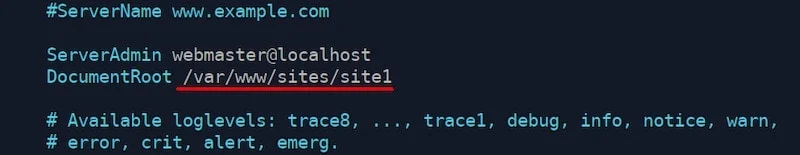 #ServerName www.example.com
ServerAdmin webmaster@localhost
DocumentRoot /var/www/sites/site1
# Available loglevels: trace8, ..., trace1, debug, info, notice, warn,
# error, crit, alert, emerg.